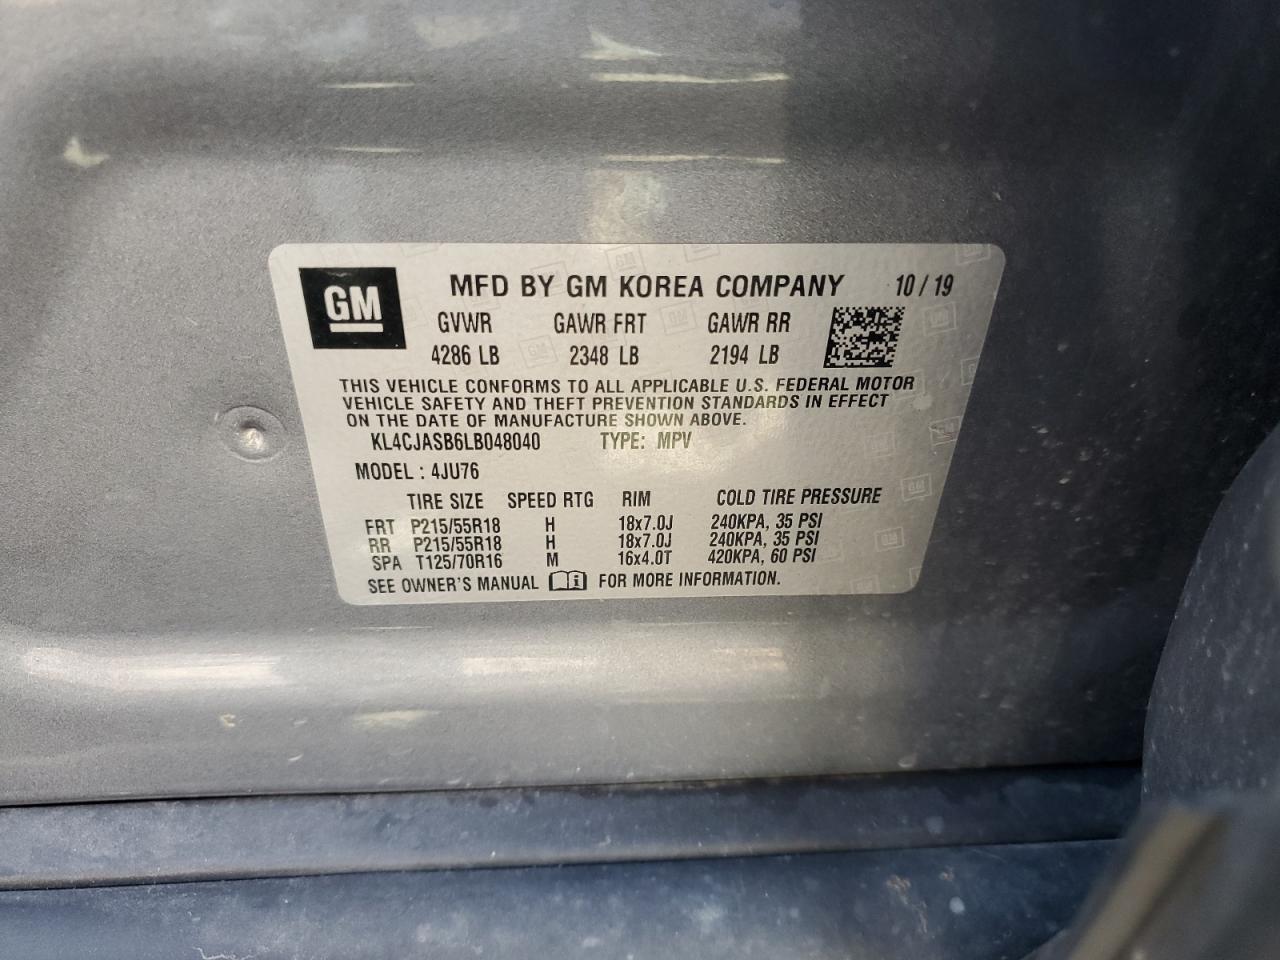 GM MFD BY GM KOREA COMPANY 10/19
GVWR GAWR FRT GAWR RR
4286 LB 2348 LB 2194 LB
THIS VEHICLE CONFORMS TO ALL APPLICABLE U.S. FEDERAL MOTOR
VEHICLE SAFETY AND THEFT PREVENTION STANDARDS IN EFFECT
ON THE DATE OF MANUFACTURE SHOWN ABOVE.
KL4CJASB6LB048040 TYPE: MPV
MODEL : 4JU76
TIRE SIZE SPEED RTG RIM COLD TIRE PRESSURE
FRT P215/55R18 H 18x7.0J 240KPA, 35 PSI
RR P215/55R18 H 18x7.0J 240KPA, 35 PSI
SPA T125/70R16 M 16x4.0T 420KPA, 60 PSI
SEE OWNER'S MANUAL FOR MORE INFORMATION.